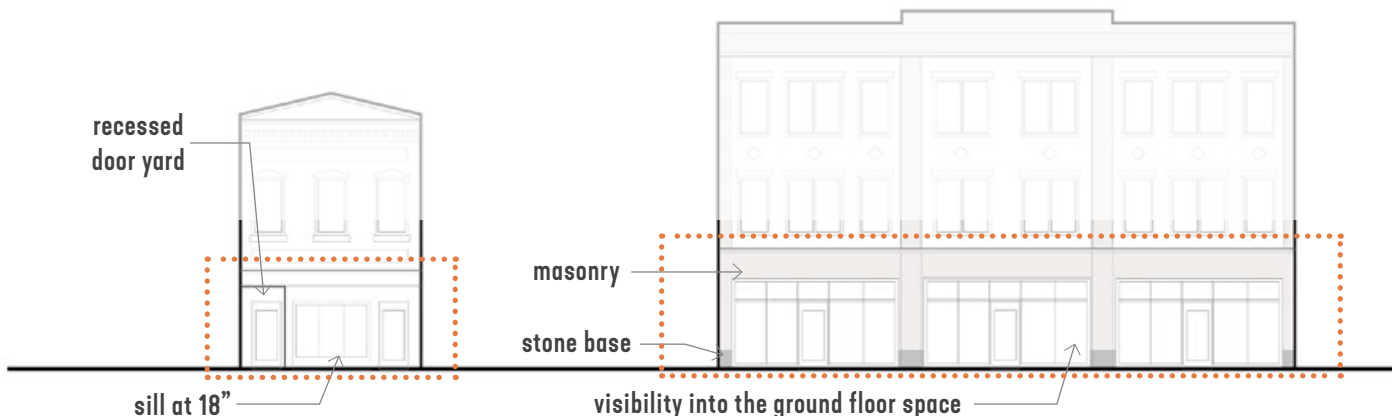 recessed
door yard
masonry
stone base
sill at 18”
visibility into the ground floor space